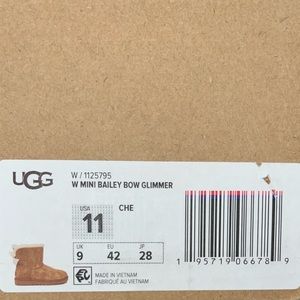 UGG
W / 1125795
W MINI BAILEY BOW GLIMMER
USA
11
CHE
UK
9
EU
42
JP
28
MADE IN VIETNAM
FABRIQUÉ AU VIETNAM
1 95719 06678 9